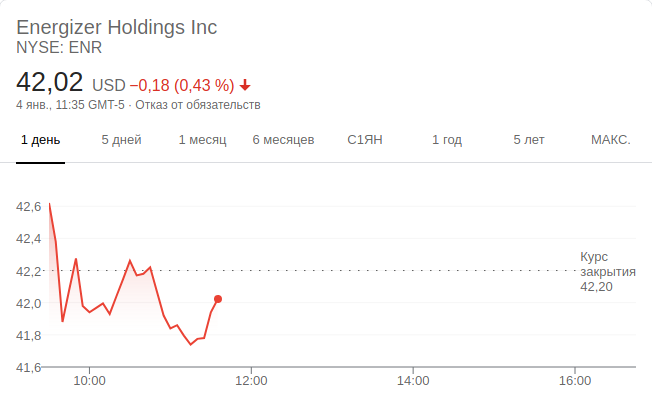 Energizer Holdings Inc
NYSE: ENR
42,02 USD −0,18 (0,43 %)
4 янв., 11:35 GMT-5 · Отказ от обязательств
1 день 5 дней 1 месяц 6 месяцев С1ЯН 1 год 5 лет МАКС.
42,6
42,4
42,2
42,0
41,8
41,6
Курс
закрытия
42,20
10:00 12:00 14:00 16:00